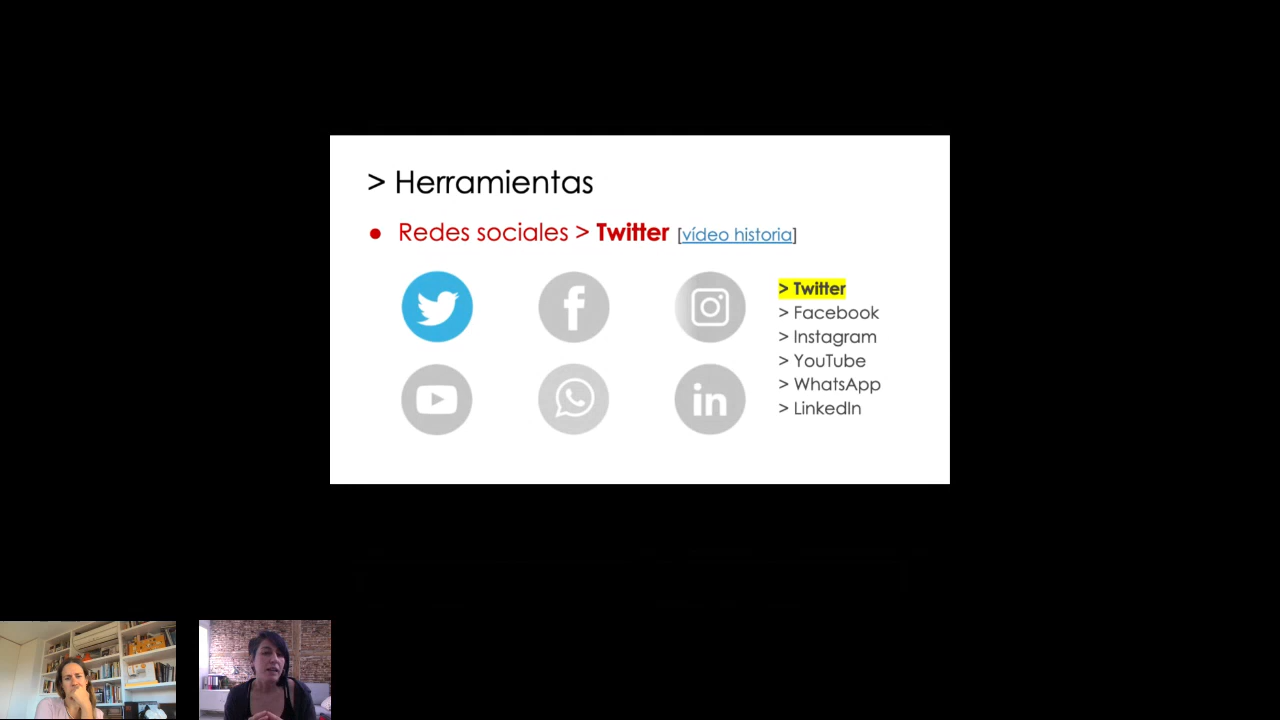 > Herramientas
● Redes sociales > Twitter [vídeo historia]
> Twitter
> Facebook
> Instagram
> YouTube
> WhatsApp
> LinkedIn